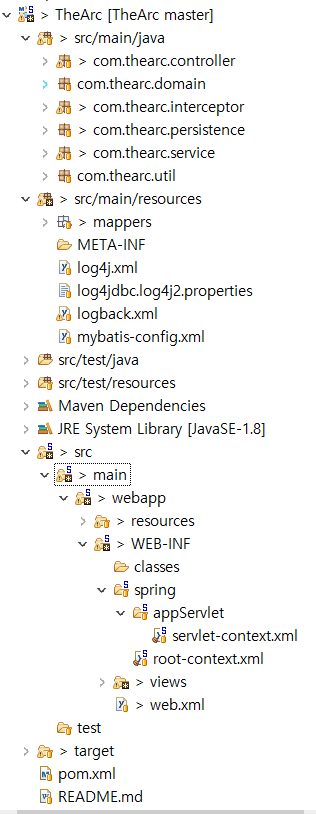 > TheArc [TheArc master]
> src/main/java
> com.thearc.controller
com.thearc.domain
> com.thearc.interceptor
> com.thearc.persistence
> com.thearc.service
com.thearc.util
> src/main/resources
> mappers
META-INF
log4j.xml
log4jdbc.log4j2.properties
logback.xml
mybatis-config.xml
src/test/java
src/test/resources
Maven Dependencies
JRE System Library [JavaSE-1.8]
> src
> main
> webapp
> resources
> WEB-INF
classes
spring
appServlet
servlet-context.xml
root-context.xml
> views
> web.xml
test
> target
pom.xml
README.md